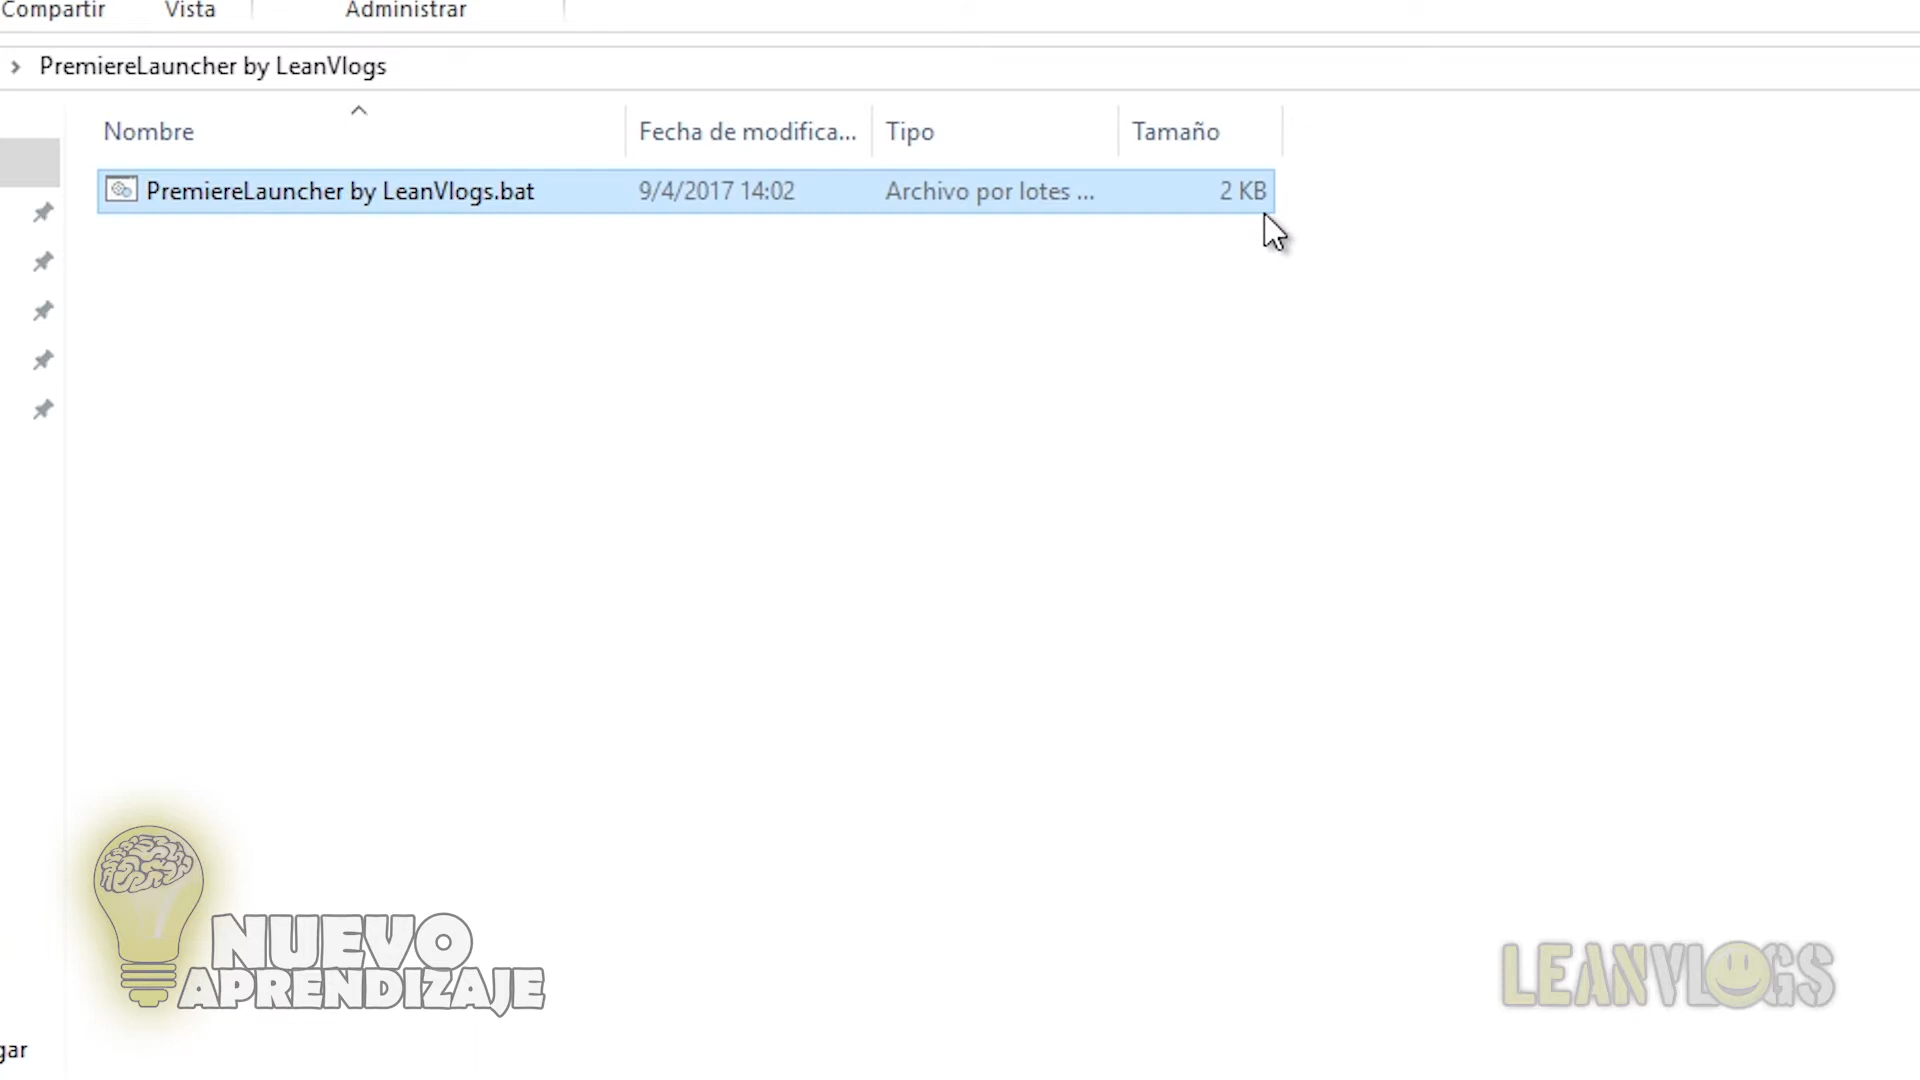 Compartir Vista Administrar
PremiereLauncher by LeanVlogs
Nombre Fecha de modifica... Tipo Tamaño
PremiereLauncher by LeanVlogs.bat 9/4/2017 14:02 Archivo por lotes ... 2 KB
NUEVO
APRENDIZAJE
LEANVLOGS
gar